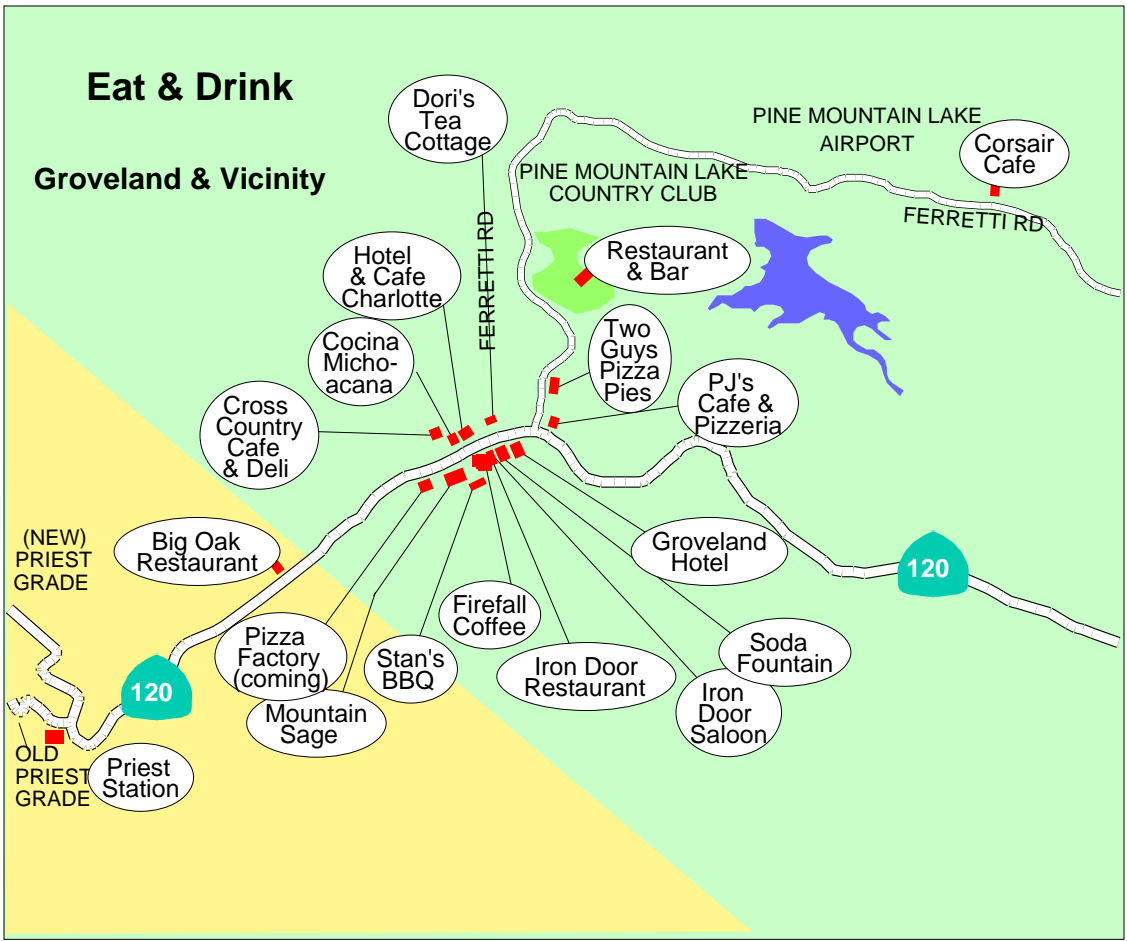 Eat & Drink
Groveland & Vicinity
Dori's
Tea
Cottage
PINE MOUNTAIN LAKE
AIRPORT
Corsair
Cafe
PINE MOUNTAIN LAKE
COUNTRY CLUB
FERRETTI RD
FERRETTI RD
Hotel
& Cafe
Charlotte
Restaurant
& Bar
Cocina
Micho-
acana
Two
Guys
Pizza
Pies
PJ's
Cafe &
Pizzeria
Cross
Country
Cafe
& Deli
(NEW)
PRIEST
GRADE
Big Oak
Restaurant
Groveland
Hotel
120
Firefall
Coffee
Pizza
Factory
(coming)
Stan's
BBQ
Iron Door
Restaurant
Soda
Fountain
120
Mountain
Sage
Iron
Door
Saloon
OLD
PRIEST
GRADE
Priest
Station